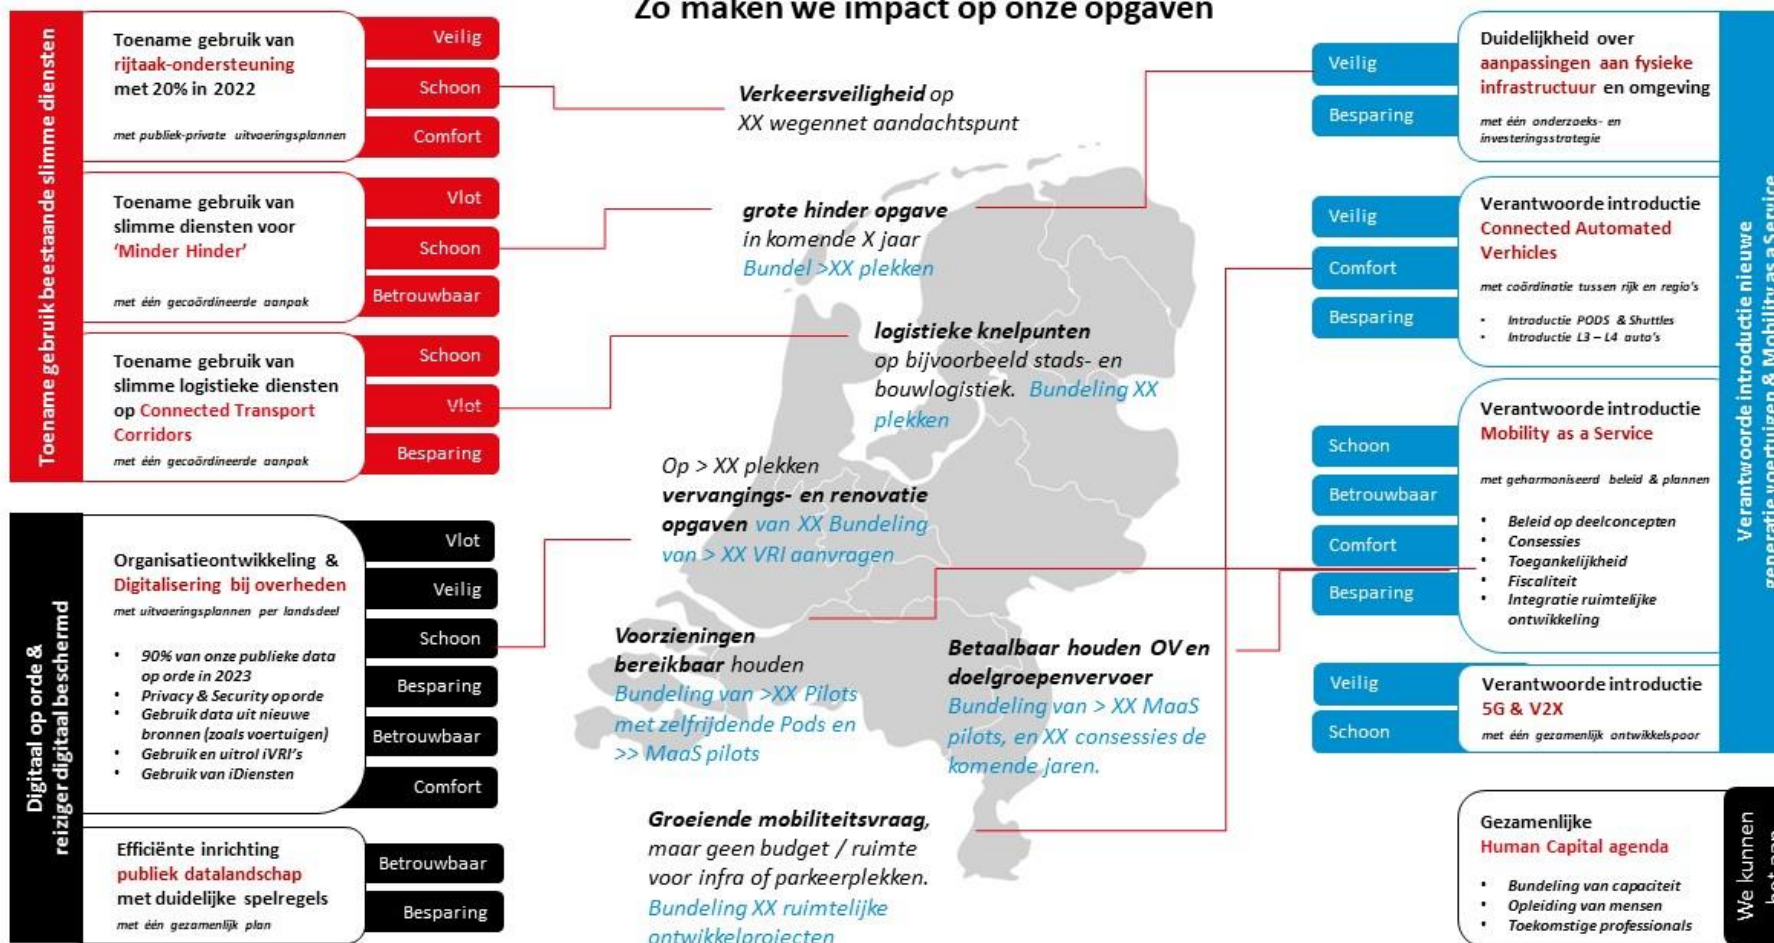 Zo maken we impact op onze opgaven
Toename gebruik bestaande slimme diensten
Toename gebruik van
rijtaak-ondersteuning
met 20% in 2022
met publiek-private uitvoeringsplannen
Veilig
Schoon
Comfort
Toename gebruik van
slimme diensten voor
‘Minder Hinder’
met één gecoördineerde aanpak
Vlot
Schoon
Betrouwbaar
Toename gebruik van
slimme logistieke diensten
op Connected Transport
Corridors
met één gecoördineerde aanpak
Schoon
Vlot
Besparing
Digitaal op orde &
reiziger digitaal beschermd
Organisatieontwikkeling &
Digitalisering bij overheden
met uitvoeringsplannen per landsdeel
• 90% van onze publieke data
op orde in 2023
• Privacy & Security op orde
• Gebruik data uit nieuwe
bronnen (zoals voertuigen)
• Gebruik en uitrol iVRI’s
• Gebruik van iDiensten
Vlot
Veilig
Schoon
Besparing
Betrouwbaar
Comfort
Efficiënte inrichting
publiek datalandschap
met duidelijke spelregels
met één gezamenlijk plan
Betrouwbaar
Besparing
Verkeersveiligheid op
XX wegennet aandachtspunt
grote hinder opgave
in komende X jaar
Bundel >XX plekken
logistieke knelpunten
op bijvoorbeeld stads- en
bouwlogistiek. Bundeling XX
plekken
Op > XX plekken
vervangings- en renovatie
opgaven van XX Bundeling
van > XX VRI aanvragen
Voorzieningen
bereikbaar houden
Bundeling van >XX Pilots
met zelfrijdende Pods en
>> MaaS pilots
Betaalbaar houden OV en
doelgroepenvervoer
Bundeling van > XX MaaS
pilots, en XX consessies de
komende jaren.
Groeiende mobiliteitsvraag,
maar geen budget / ruimte
voor infra of parkeerplekken.
Bundeling XX ruimtelijke
ontwikkelprojecten
Veilig
Besparing
Duidelijkheid over
aanpassingen aan fysieke
infrastructuur en omgeving
met één onderzoeks- en
investeringsstrategie
Veilig
Comfort
Besparing
Verantwoorde introductie
Connected Automated
Verhicles
met coördinatie tussen rijk en regio’s
• Introductie PODS & Shuttles
• Introductie L3 – L4 auto’s
Schoon
Betrouwbaar
Comfort
Besparing
Verantwoorde introductie
Mobility as a Service
met geharmoniseerd beleid & plannen
• Beleid op deelconcepten
• Consessies
• Toegankelijkheid
• Fiscaliteit
• Integratie ruimtelijke
ontwikkeling
Veilig
Schoon
Verantwoorde introductie
5G & V2X
met één gezamenlijk ontwikkelspoor
Verantwoorde introductie nieuwe
generatie voertuigen & Mobility as a Service
Gezamenlijke
Human Capital agenda
• Bundeling van capaciteit
• Opleiding van mensen
• Toekomstige professionals
We kunnen
het aan